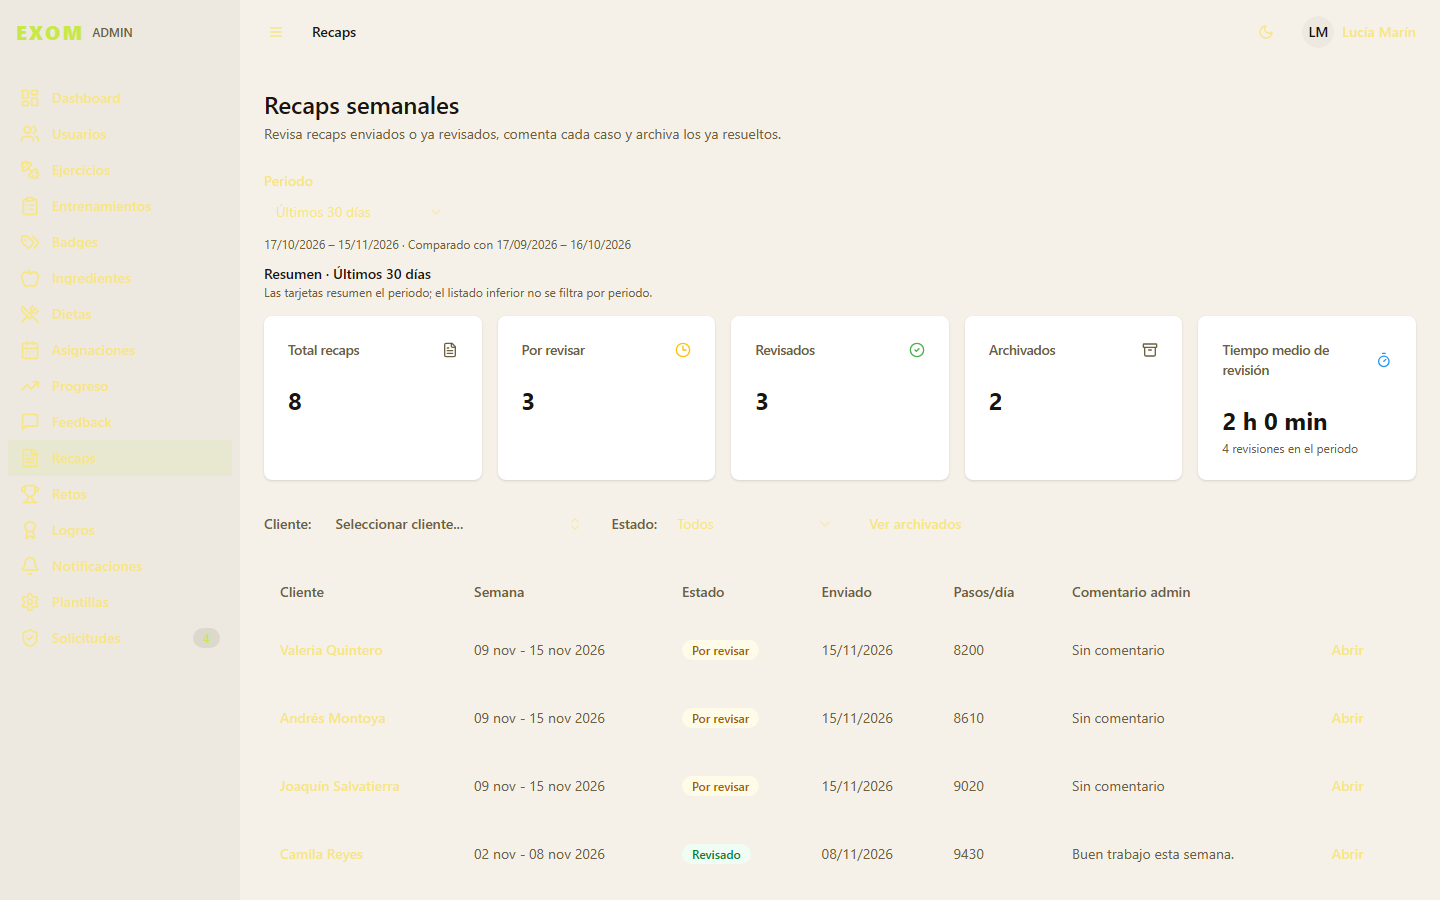 EXOM ADMIN
Recaps
LM Lucía Marín
Dashboard
Usuarios
Ejercicios
Entrenamientos
Badges
Ingredientes
Dietas
Asignaciones
Progreso
Feedback
Recaps
Retos
Logros
Notificaciones
Plantillas
Solicitudes 4
Recaps semanales
Revisa recaps enviados o ya revisados, comenta cada caso y archiva los ya resueltos.
Periodo
Últimos 30 días
17/10/2026 – 15/11/2026 · Comparado con 17/09/2026 – 16/10/2026
Resumen · Últimos 30 días
Las tarjetas resumen el periodo; el listado inferior no se filtra por periodo.
Total recaps
8
Por revisar
3
Revisados
3
Archivados
2
Tiempo medio de
revisión
2 h 0 min
4 revisiones en el periodo
Cliente: Seleccionar cliente... Estado: Todos Ver archivados
Cliente Semana Estado Enviado Pasos/día Comentario admin
Valeria Quintero 09 nov - 15 nov 2026 Por revisar 15/11/2026 8200 Sin comentario Abrir
Andrés Montoya 09 nov - 15 nov 2026 Por revisar 15/11/2026 8610 Sin comentario Abrir
Joaquín Salvatierra 09 nov - 15 nov 2026 Por revisar 15/11/2026 9020 Sin comentario Abrir
Camila Reyes 02 nov - 08 nov 2026 Revisado 08/11/2026 9430 Buen trabajo esta semana. Abrir